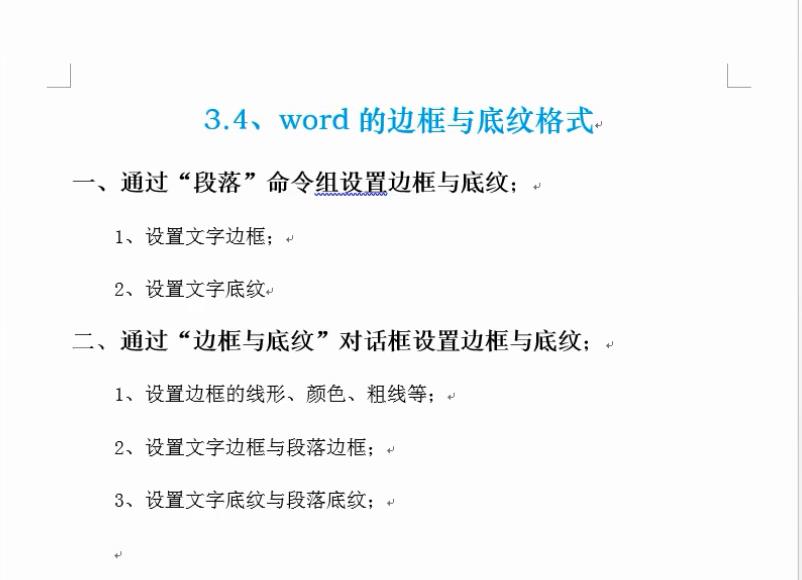 3.4、word 的边框与底纹格式
一、通过“段落”命令组设置边框与底纹；
1、设置文字边框；
2、设置文字底纹
二、通过“边框与底纹”对话框设置边框与底纹；
1、设置边框的线形、颜色、粗线等；
2、设置文字边框与段落边框；
3、设置文字底纹与段落底纹；